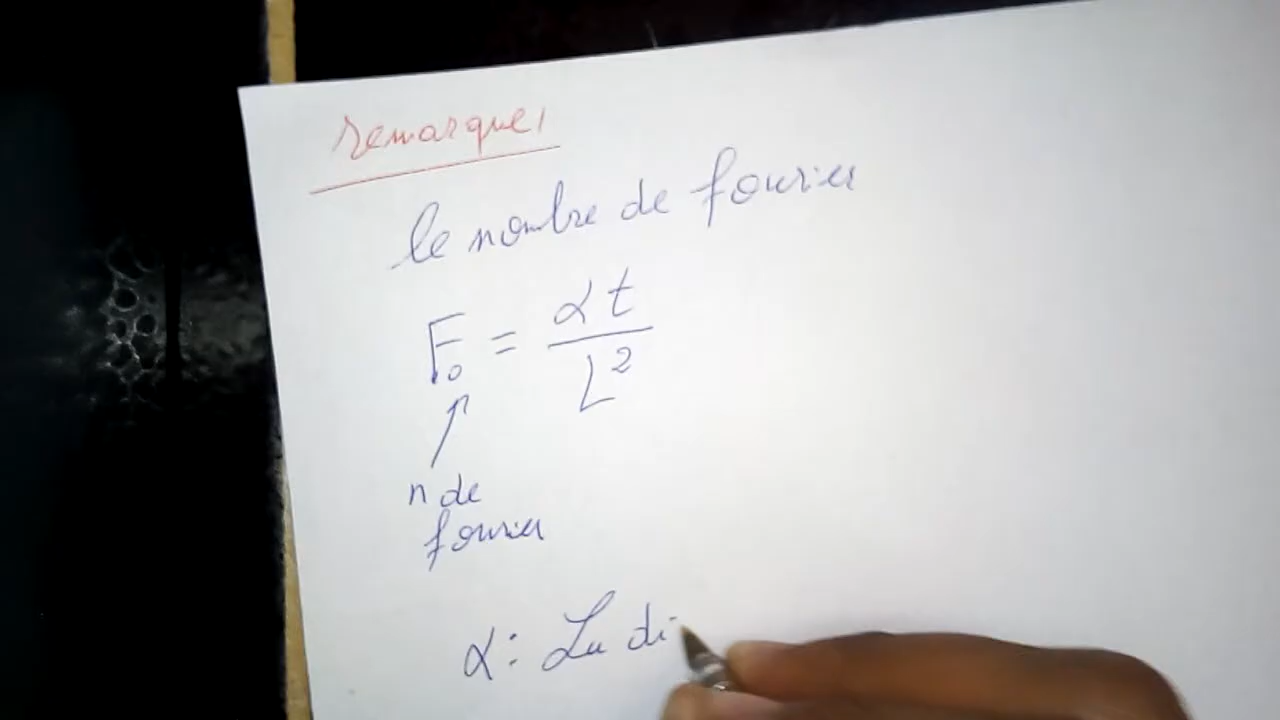 remarque,
le nombre de fourier
F₀ = αt / L²
n de
fourier
α : La di